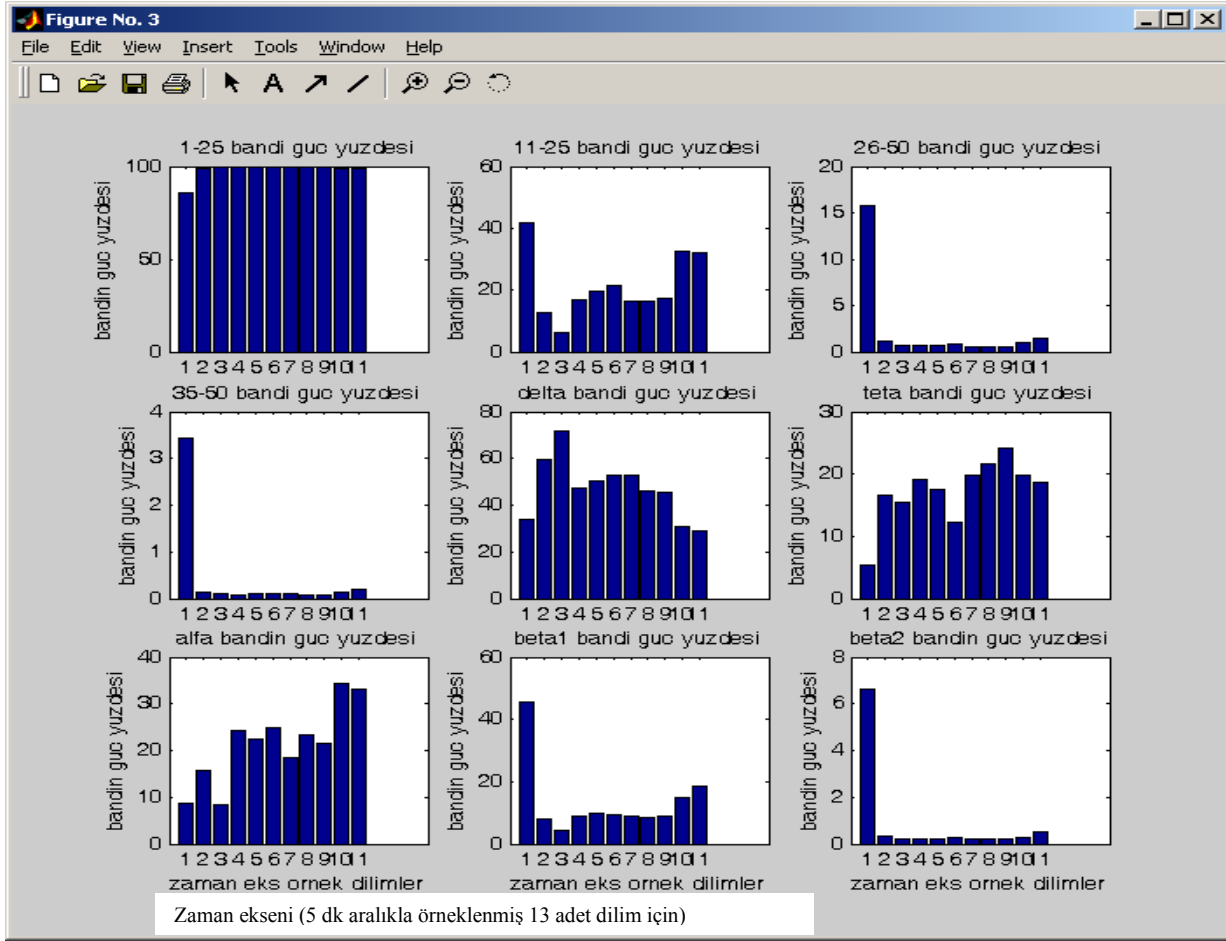 Figure No. 3
File Edit View Insert Tools Window Help
A
1-25 bandi guc yuzdesi
bandin guc yuzdesi
100
50
0
1 2 3 4 5 6 7 8 9 10 11
11-25 bandi guc yuzdesi
bandin guc yuzdesi
60
40
20
0
1 2 3 4 5 6 7 8 9 10 11
26-50 bandi guc yuzdesi
bandin guc yuzdesi
20
15
10
5
0
1 2 3 4 5 6 7 8 9 10 11
35-50 bandi guc yuzdesi
bandin guc yuzdesi
4
3
2
1
0
1 2 3 4 5 6 7 8 9 10 11
delta bandi guc yuzdesi
bandin guc yuzdesi
80
60
40
20
0
1 2 3 4 5 6 7 8 9 10 11
teta bandi guc yuzdesi
bandin guc yuzdesi
30
20
10
0
1 2 3 4 5 6 7 8 9 10 11
alfa bandin guc yuzdesi
bandin guc yuzdesi
40
30
20
10
0
1 2 3 4 5 6 7 8 9 10 11
zaman eks ornek dilimler
beta1 bandi guc yuzdesi
bandin guc yuzdesi
60
40
20
0
1 2 3 4 5 6 7 8 9 10 11
zaman eks ornek dilimler
beta2 bandin guc yuzdesi
bandin guc yuzdesi
8
6
4
2
0
1 2 3 4 5 6 7 8 9 10 11
zaman eks ornek dilimler
Zaman ekseni (5 dk aralıkla örneklenmiş 13 adet dilim için)